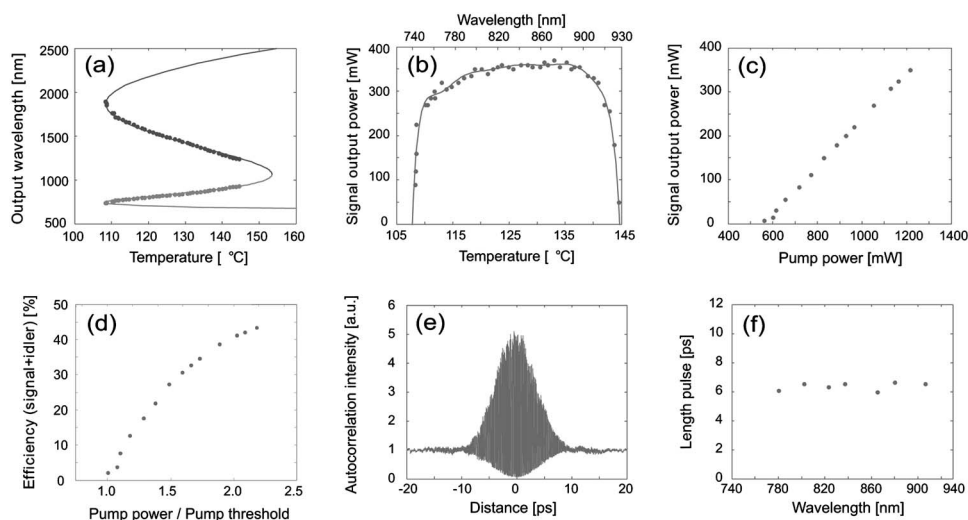 (a)
Output wavelength [nm]
2500
2000
1500
1000
500
100 110 120 130 140 150 160
Temperature [ °C]
Wavelength [nm]
740 780 820 860 900 930
(b)
Signal output power [mW]
400
300
200
100
0
105 115 125 135 145
Temperature [ °C]
(c)
Signal output power [mW]
400
300
200
100
0
400 600 800 1000 1200 1400
Pump power [mW]
(d)
Efficiency (signal+idler) [%]
50
40
30
20
10
0
1.0 1.5 2.0 2.5
Pump power / Pump threshold
(e)
Autocorrelation intensity [a.u.]
6
5
4
3
2
1
0
-20 -10 0 10 20
Distance [ps]
(f)
Length pulse [ps]
12
10
8
6
4
2
0
740 780 820 860 900 940
Wavelength [nm]